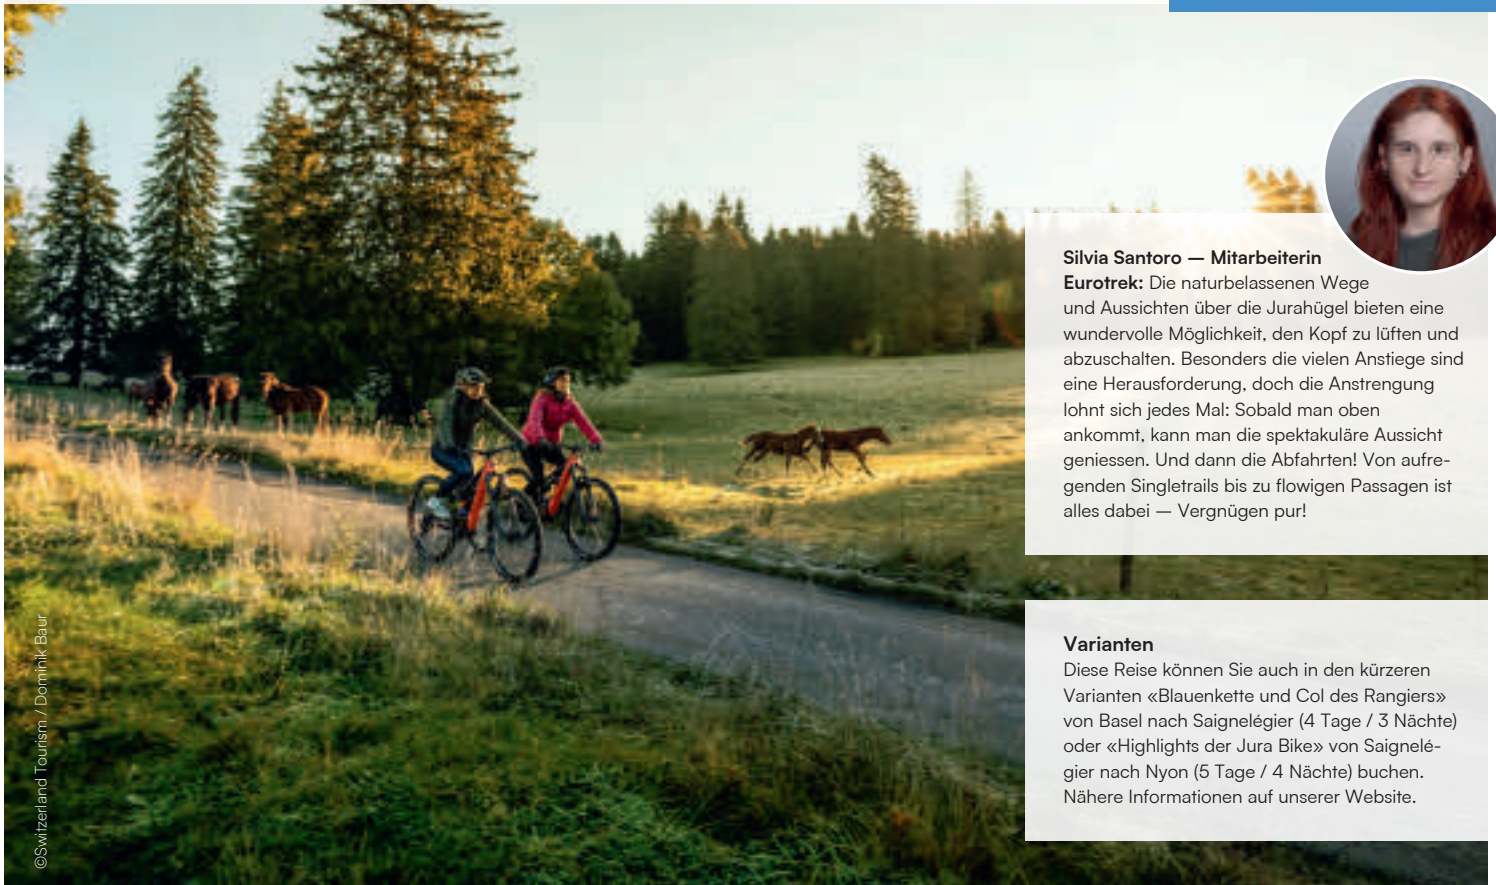 Silvia Santoro — Mitarbeiterin
Eurotrek: Die naturbelassenen Wege
und Aussichten über die Jurahügel bieten eine
wundervolle Möglichkeit, den Kopf zu lüften und
abzuschalten. Besonders die vielen Anstiege sind
eine Herausforderung, doch die Anstrengung
lohnt sich jedes Mal: Sobald man oben
ankommt, kann man die spektakuläre Aussicht
geniessen. Und dann die Abfahrten! Von aufre-
genden Singletrails bis zu flowigen Passagen ist
alles dabei — Vergnügen pur!
Varianten
Diese Reise können Sie auch in den kürzeren
Varianten «Blauenkette und Col des Rangiers»
von Basel nach Saignelégier (4 Tage / 3 Nächte)
oder «Highlights der Jura Bike» von Saignelé-
gier nach Nyon (5 Tage / 4 Nächte) buchen.
Nähere Informationen auf unserer Website.
©Switzerland Tourism / Dominik Baur